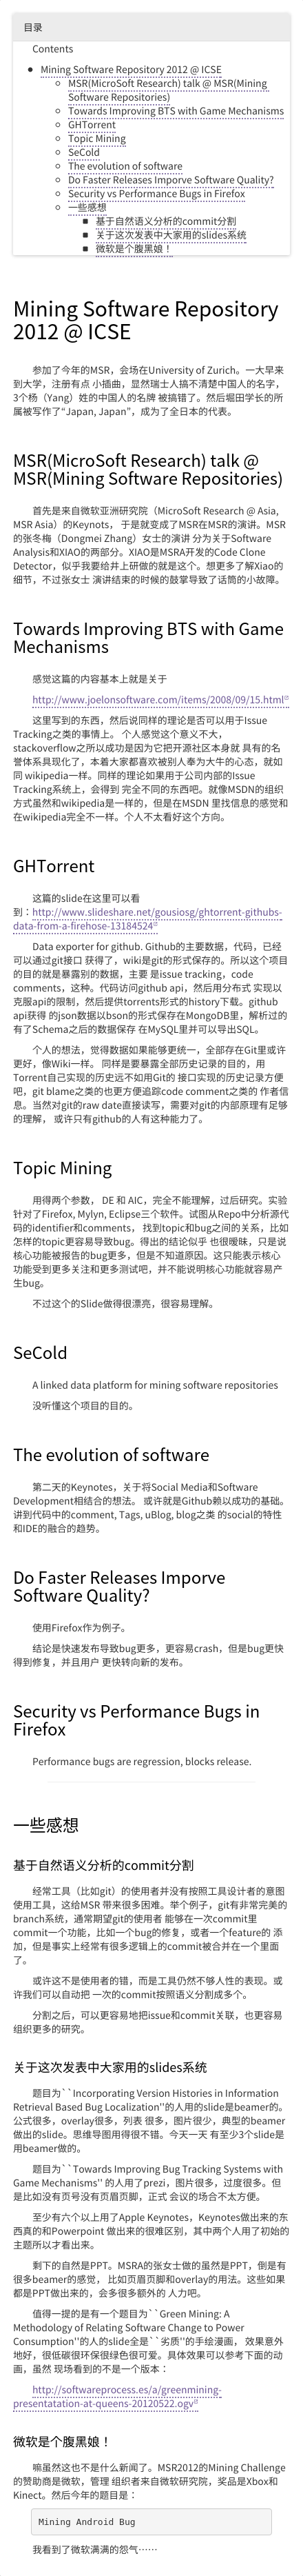 目录
Contents
Mining Software Repository 2012 @ ICSE
MSR(MicroSoft Research) talk @ MSR(Mining
Software Repositories)
Towards Improving BTS with Game Mechanisms
GHTorrent
Topic Mining
SeCold
The evolution of software
Do Faster Releases Imporve Software Quality?
Security vs Performance Bugs in Firefox
一些感想
基于自然语义分析的commit分割
关于这次发表中大家用的slides系统
微软是个腹黑娘！
Mining Software Repository
2012 @ ICSE
参加了今年的MSR，会场在University of Zurich。一大早来
到大学，注册有点 小插曲，显然瑞士人搞不清楚中国人的名字，
3个杨（Yang）姓的中国人的名牌 被搞错了。然后堀田学长的所
属被写作了“Japan, Japan”，成为了全日本的代表。
MSR(MicroSoft Research) talk @
MSR(Mining Software Repositories)
首先是来自微软亚洲研究院（MicroSoft Research @ Asia,
MSR Asia）的Keynots， 于是就变成了MSR在MSR的演讲。MSR
的张冬梅（Dongmei Zhang）女士的演讲 分为关于Software
Analysis和XIAO的两部分。XIAO是MSRA开发的Code Clone
Detector，似乎我要给井上研做的就是这个。想更多了解Xiao的
细节，不过张女士 演讲结束的时候的鼓掌导致了话筒的小故障。
Towards Improving BTS with Game
Mechanisms
感觉这篇的内容基本上就是关于
http://www.joelonsoftware.com/items/2008/09/15.html
这里写到的东西，然后说同样的理论是否可以用于Issue
Tracking之类的事情上。 个人感觉这个意义不大，
stackoverflow之所以成功是因为它把开源社区本身就 具有的名
誉体系具现化了，本着大家都喜欢被别人奉为大牛的心态，就如
同 wikipedia一样。同样的理论如果用于公司内部的Issue
Tracking系统上，会得到 完全不同的东西吧。就像MSDN的组织
方式虽然和wikipedia是一样的，但是在MSDN 里找信息的感觉和
在wikipedia完全不一样。个人不太看好这个方向。
GHTorrent
这篇的slide在这里可以看
到：http://www.slideshare.net/gousiosg/ghtorrent-githubs-
data-from-a-firehose-13184524
Data exporter for github. Github的主要数据，代码，已经
可以通过git接口 获得了，wiki是git的形式保存的。所以这个项目
的目的就是暴露别的数据，主要 是issue tracking，code
comments，这种。代码访问github api，然后用分布式 实现以
克服api的限制，然后提供torrents形式的history下载。github
api获得 的json数据以bson的形式保存在MongoDB里，解析过的
有了Schema之后的数据保存 在MySQL里并可以导出SQL。
个人的想法，觉得数据如果能够更统一，全部存在Git里或许
更好，像Wiki一样。 同样是要暴露全部历史记录的目的，用
Torrent自己实现的历史远不如用Git的 接口实现的历史记录方便
吧，git blame之类的也更方便追踪code comment之类的 作者信
息。当然对git的raw date直接读写，需要对git的内部原理有足够
的理解， 或许只有github的人有这种能力了。
Topic Mining
用得两个参数， DE 和 AIC，完全不能理解，过后研究。实验
针对了Firefox, Mylyn, Eclipse三个软件。试图从Repo中分析源代
码的identifier和comments， 找到topic和bug之间的关系，比如
怎样的topic更容易导致bug。得出的结论似乎 也很暧昧，只是说
核心功能被报告的bug更多，但是不知道原因。这只能表示核心
功能受到更多关注和更多测试吧，并不能说明核心功能就容易产
生bug。
不过这个的Slide做得很漂亮，很容易理解。
SeCold
A linked data platform for mining software repositories
没听懂这个项目的目的。
The evolution of software
第二天的Keynotes，关于将Social Media和Software
Development相结合的想法。 或许就是Github赖以成功的基础。
讲到代码中的comment, Tags, uBlog, blog之类 的social的特性
和IDE的融合的趋势。
Do Faster Releases Imporve
Software Quality?
使用Firefox作为例子。
结论是快速发布导致bug更多，更容易crash，但是bug更快
得到修复，并且用户 更快转向新的发布。
Security vs Performance Bugs in
Firefox
Performance bugs are regression, blocks release.
一些感想
基于自然语义分析的commit分割
经常工具（比如git）的使用者并没有按照工具设计者的意图
使用工具，这给MSR 带来很多困难。举个例子，git有非常完美的
branch系统，通常期望git的使用者 能够在一次commit里
commit一个功能，比如一个bug的修复，或者一个feature的 添
加，但是事实上经常有很多逻辑上的commit被合并在一个里面
了。
或许这不是使用者的错，而是工具仍然不够人性的表现。或
许我们可以自动把 一次的commit按照语义分割成多个。
分割之后，可以更容易地把issue和commit关联，也更容易
组织更多的研究。
关于这次发表中大家用的slides系统
题目为``Incorporating Version Histories in Information
Retrieval Based Bug Localization''的人用的slide是beamer的。
公式很多，overlay很多，列表 很多，图片很少，典型的beamer
做出的slide。思维导图用得很不错。今天一天 有至少3个slide是
用beamer做的。
题目为``Towards Improving Bug Tracking Systems with
Game Mechanisms'' 的人用了prezi，图片很多，过度很多。但
是比如没有页号没有页眉页脚，正式 会议的场合不太方便。
至少有六个以上用了Apple Keynotes，Keynotes做出来的东
西真的和Powerpoint 做出来的很难区别，其中两个人用了初始的
主题所以才看出来。
剩下的自然是PPT。MSRA的张女士做的虽然是PPT，倒是有
很多beamer的感觉， 比如页眉页脚和overlay的用法。这些如果
都是PPT做出来的，会多很多额外的 人力吧。
值得一提的是有一个题目为``Green Mining: A
Methodology of Relating Software Change to Power
Consumption''的人的slide全是``劣质''的手绘漫画， 效果意外
地好，很低碳很环保很绿色很可爱。具体效果可以参考下面的动
画，虽然 现场看到的不是一个版本：
http://softwareprocess.es/a/greenmining-
presentatation-at-queens-20120522.ogv
微软是个腹黑娘！
嘛虽然这也不是什么新闻了。MSR2012的Mining Challenge
的赞助商是微软，管理 组织者来自微软研究院，奖品是Xbox和
Kinect。然后今年的题目是：
Mining Android Bug
我看到了微软满满的怨气……